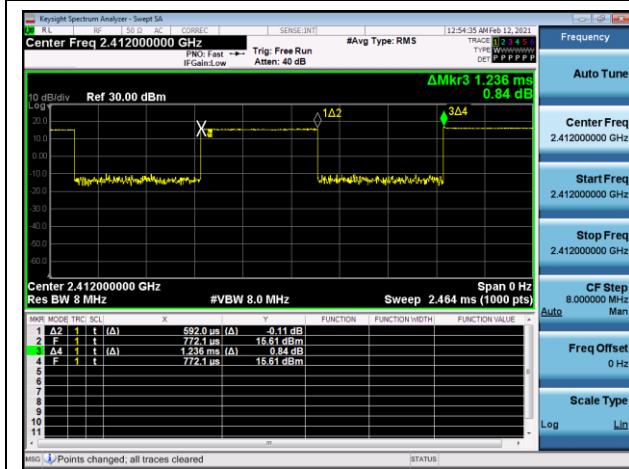 Keysight Spectrum Analyzer - Swept SA
RL RF 50 Ω AC CORREC SENSE:INT 12:54:35 AM Feb 12, 2021
Center Freq 2.412000000 GHz #Avg Type: RMS TRACE 1 2 3 4 5 6
PNO: Fast Trig: Free Run TYPE WWWWWW
IFGain:Low Atten: 40 dB DET P P P P P P
ΔMkr3 1.236 ms
0.84 dB
10 dB/div Ref 30.00 dBm
Log
20.0
10.0
0.00
-10.0
-20.0
-30.0
-40.0
-50.0
-60.0
X
1Δ2
3Δ4
Center 2.412000000 GHz Span 0 Hz
Res BW 8 MHz #VBW 8.0 MHz Sweep 2.464 ms (1000 pts)
MKR MODE TRC SCL X Y FUNCTION FUNCTION WIDTH FUNCTION VALUE
1 Δ2 1 t (Δ) 592.0 µs (Δ) -0.11 dB
2 F 1 t 772.1 µs 15.61 dBm
3 Δ4 1 t (Δ) 1.236 ms (Δ) 0.84 dB
4 F 1 t 772.1 µs 15.61 dBm
5
6
7
8
9
10
11
MSG Points changed; all traces cleared STATUS
Frequency
Auto Tune
Center Freq
2.412000000 GHz
Start Freq
2.412000000 GHz
Stop Freq
2.412000000 GHz
CF Step
8.000000 MHz
Auto Man
Freq Offset
0 Hz
Scale Type
Log Lin